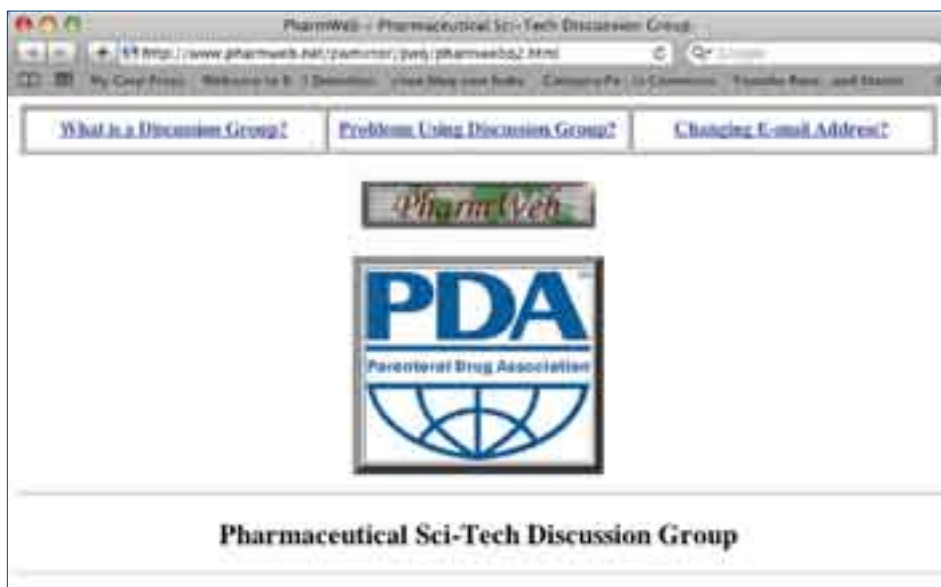 PharmWeb - Pharmaceutical Sci-Tech Discussion Group
What is a Discussion Group? Problems Using Discussion Group? Changing E-mail Address?
PharmWeb
PDA
Parenteral Drug Association
Pharmaceutical Sci-Tech Discussion Group